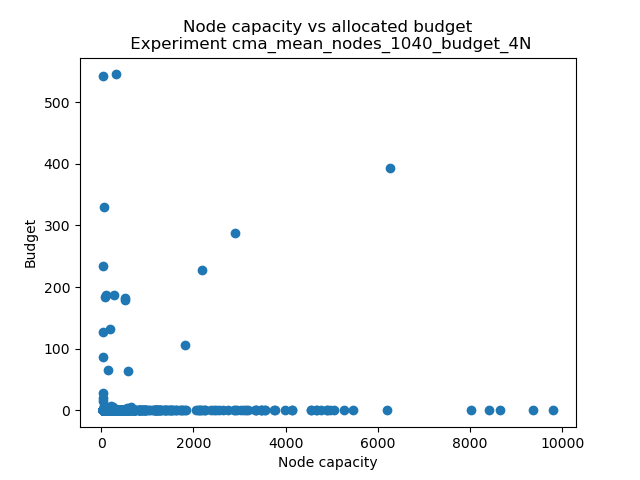 Node capacity vs allocated budget
Experiment cma_mean_nodes_1040_budget_4N
Budget
500
400
300
200
100
0
0 2000 4000 6000 8000 10000
Node capacity